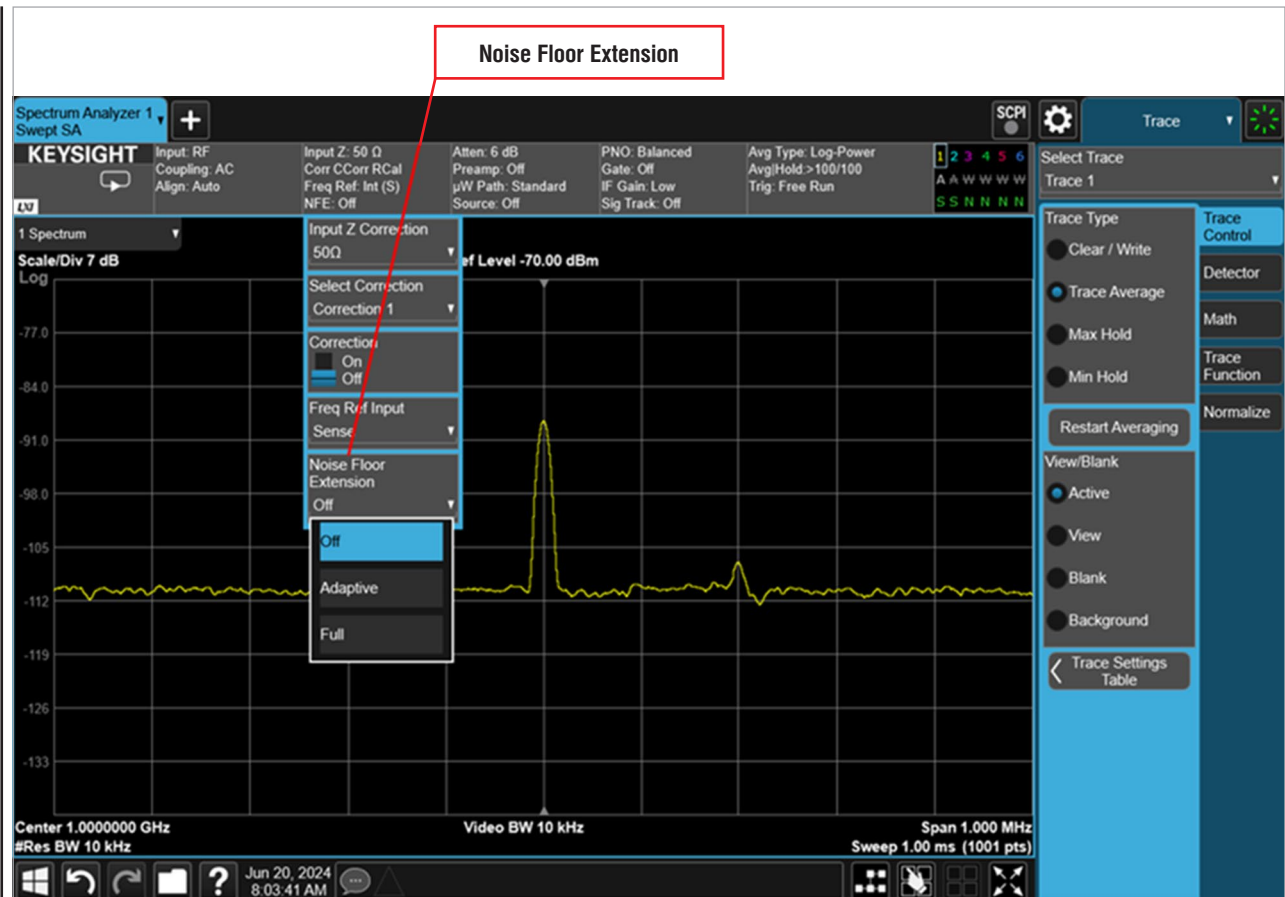 Noise Floor Extension
Spectrum Analyzer 1
Swept SA
SCPI
Trace
KEYSIGHT
LXI
Input: RF
Coupling: AC
Align: Auto
Input Z: 50 Ω
Corr CCorr RCal
Freq Ref: Int (S)
NFE: Off
Atten: 6 dB
Preamp: Off
µW Path: Standard
Source: Off
PNO: Balanced
Gate: Off
IF Gain: Low
Sig Track: Off
Avg Type: Log-Power
Avg|Hold:>100/100
Trig: Free Run
1 2 3 4 5 6
A A W W W W
S S N N N N
Select Trace
Trace 1
1 Spectrum
Scale/Div 7 dB
Log
ef Level -70.00 dBm
-77.0
-84.0
-91.0
-98.0
-105
-112
-119
-126
-133
Input Z Correction
50Ω
Select Correction
Correction 1
Correction
On
Off
Freq Ref Input
Sense
Noise Floor
Extension
Off
Off
Adaptive
Full
Center 1.0000000 GHz
#Res BW 10 kHz
Video BW 10 kHz
Span 1.000 MHz
Sweep 1.00 ms (1001 pts)
Trace Type
Clear / Write
Trace Average
Max Hold
Min Hold
Restart Averaging
View/Blank
Active
View
Blank
Background
Trace Settings
Table
Trace
Control
Detector
Math
Trace
Function
Normalize
?
Jun 20, 2024
8:03:41 AM